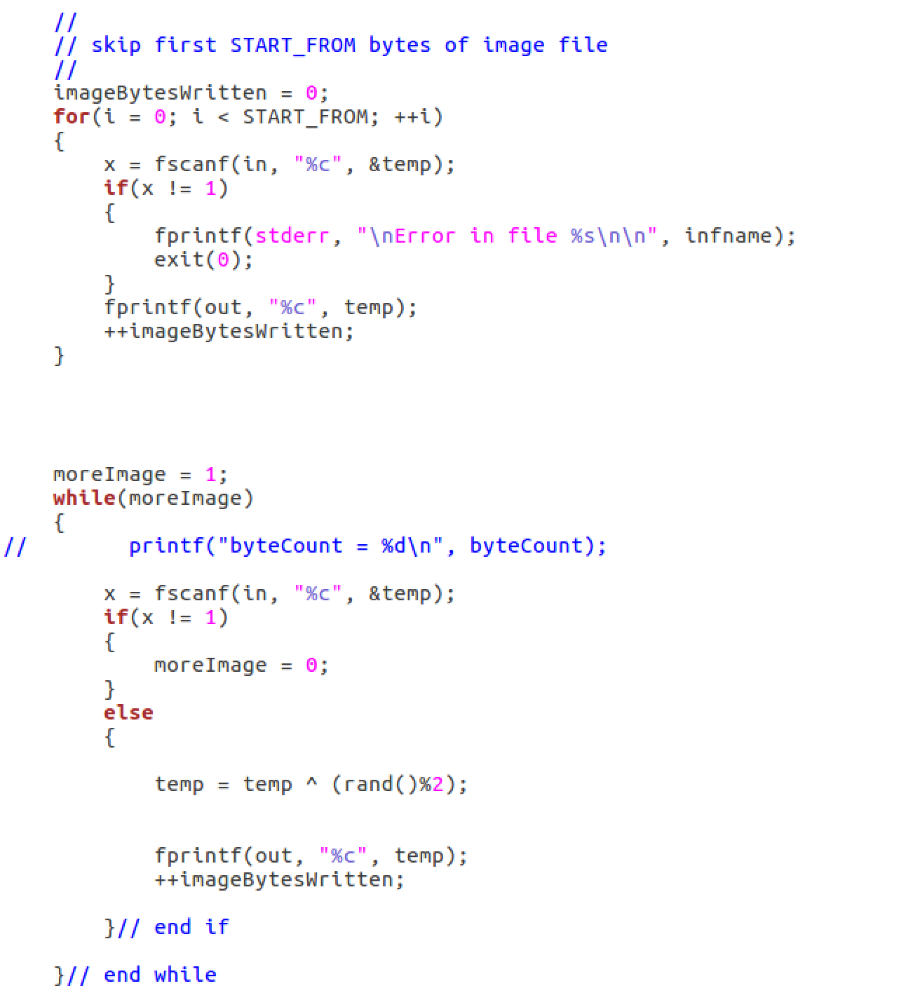 //
// skip first START_FROM bytes of image file
//
imageBytesWritten = 0;
for(i = 0; i < START_FROM; ++i)
{
x = fscanf(in, "%c", &temp);
if(x != 1)
{
fprintf(stderr, "\nError in file %s\n\n", infname);
exit(0);
}
fprintf(out, "%c", temp);
++imageBytesWritten;
}
moreImage = 1;
while(moreImage)
{
// printf("byteCount = %d\n", byteCount);
x = fscanf(in, "%c", &temp);
if(x != 1)
{
moreImage = 0;
}
else
{
temp = temp ^ (rand()%2);
fprintf(out, "%c", temp);
++imageBytesWritten;
}// end if
}// end while